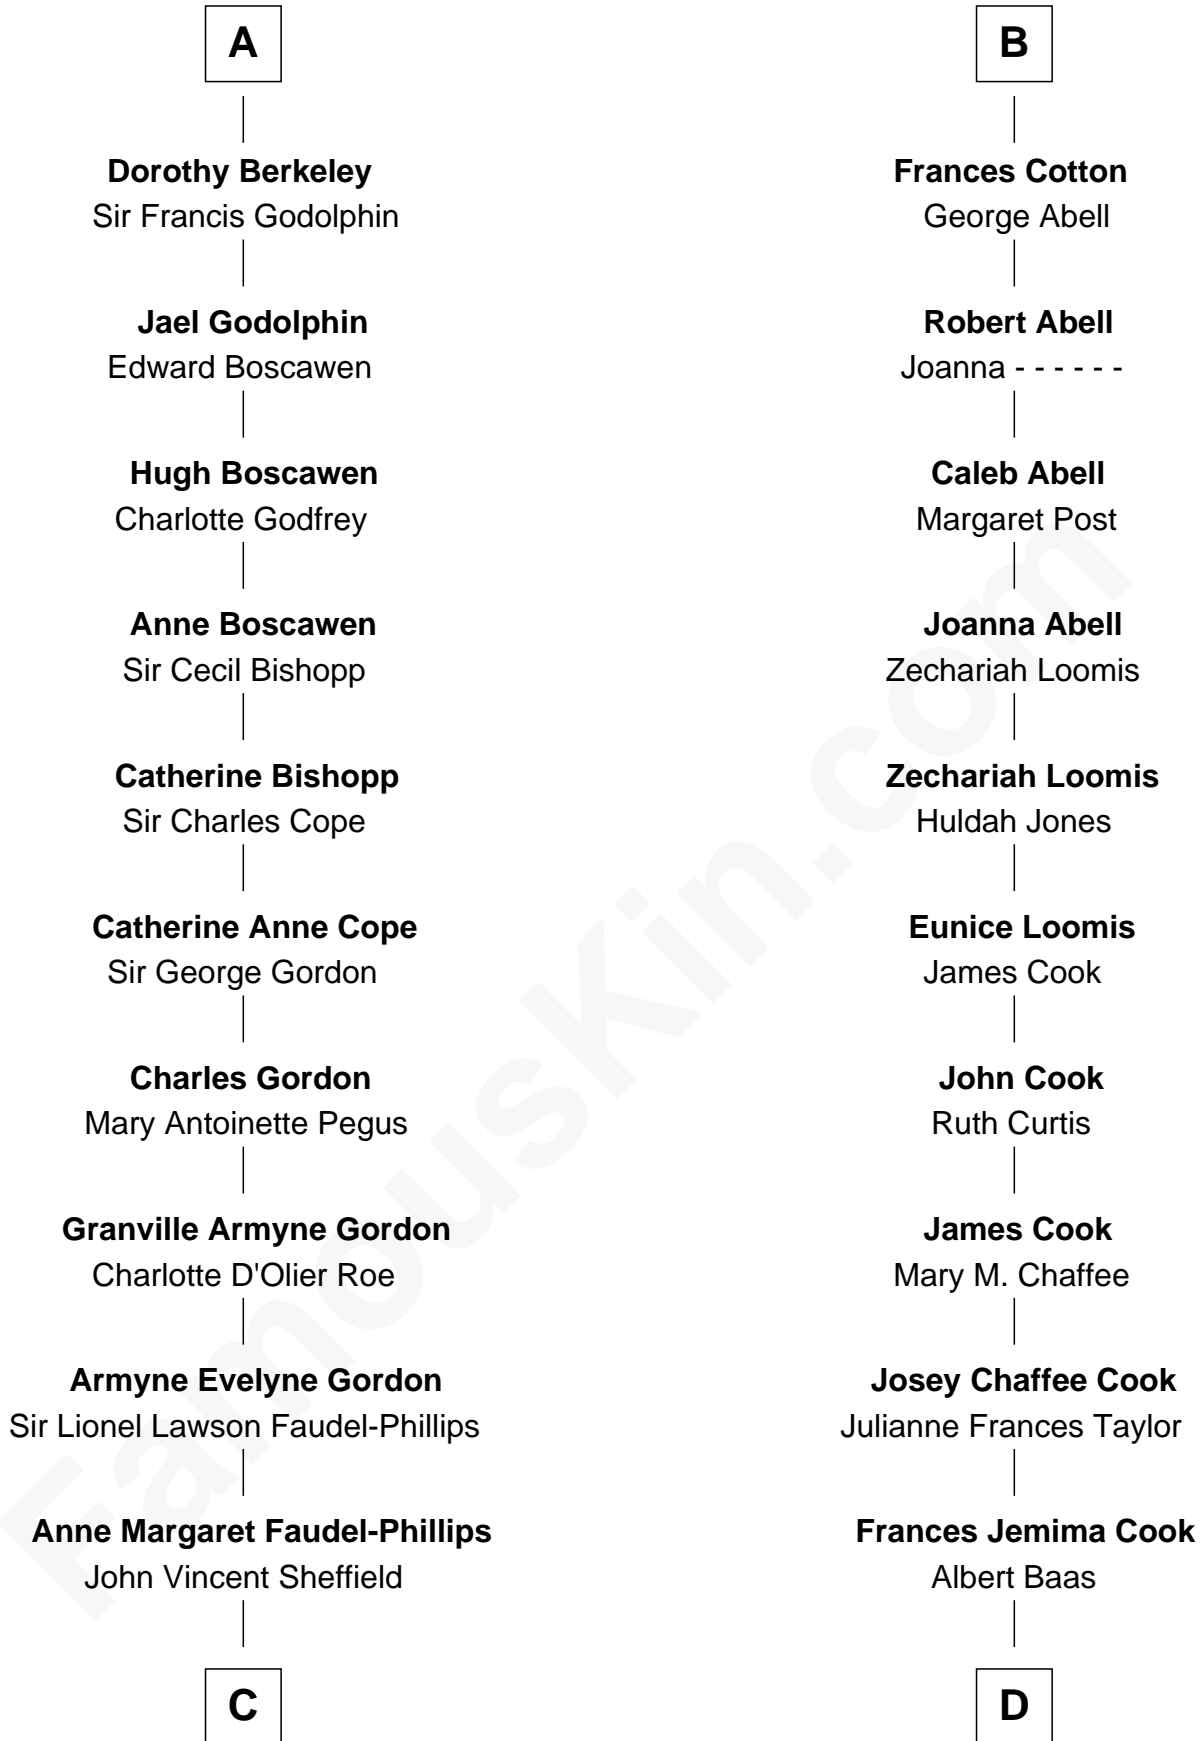 A
Dorothy Berkeley
Sir Francis Godolphin
Jael Godolphin
Edward Boscawen
Hugh Boscawen
Charlotte Godfrey
Anne Boscawen
Sir Cecil Bishopp
Catherine Bishopp
Sir Charles Cope
Catherine Anne Cope
Sir George Gordon
Charles Gordon
Mary Antoinette Pegus
Granville Armyne Gordon
Charlotte D'Olier Roe
Armyne Evelyne Gordon
Sir Lionel Lawson Faudel-Phillips
Anne Margaret Faudel-Phillips
John Vincent Sheffield
C
B
Frances Cotton
George Abell
Robert Abell
Joanna - - - - - -
Caleb Abell
Margaret Post
Joanna Abell
Zechariah Loomis
Zechariah Loomis
Huldah Jones
Eunice Loomis
James Cook
John Cook
Ruth Curtis
James Cook
Mary M. Chaffee
Josey Chaffee Cook
Julianne Frances Taylor
Frances Jemima Cook
Albert Baas
D
FamousKin.com